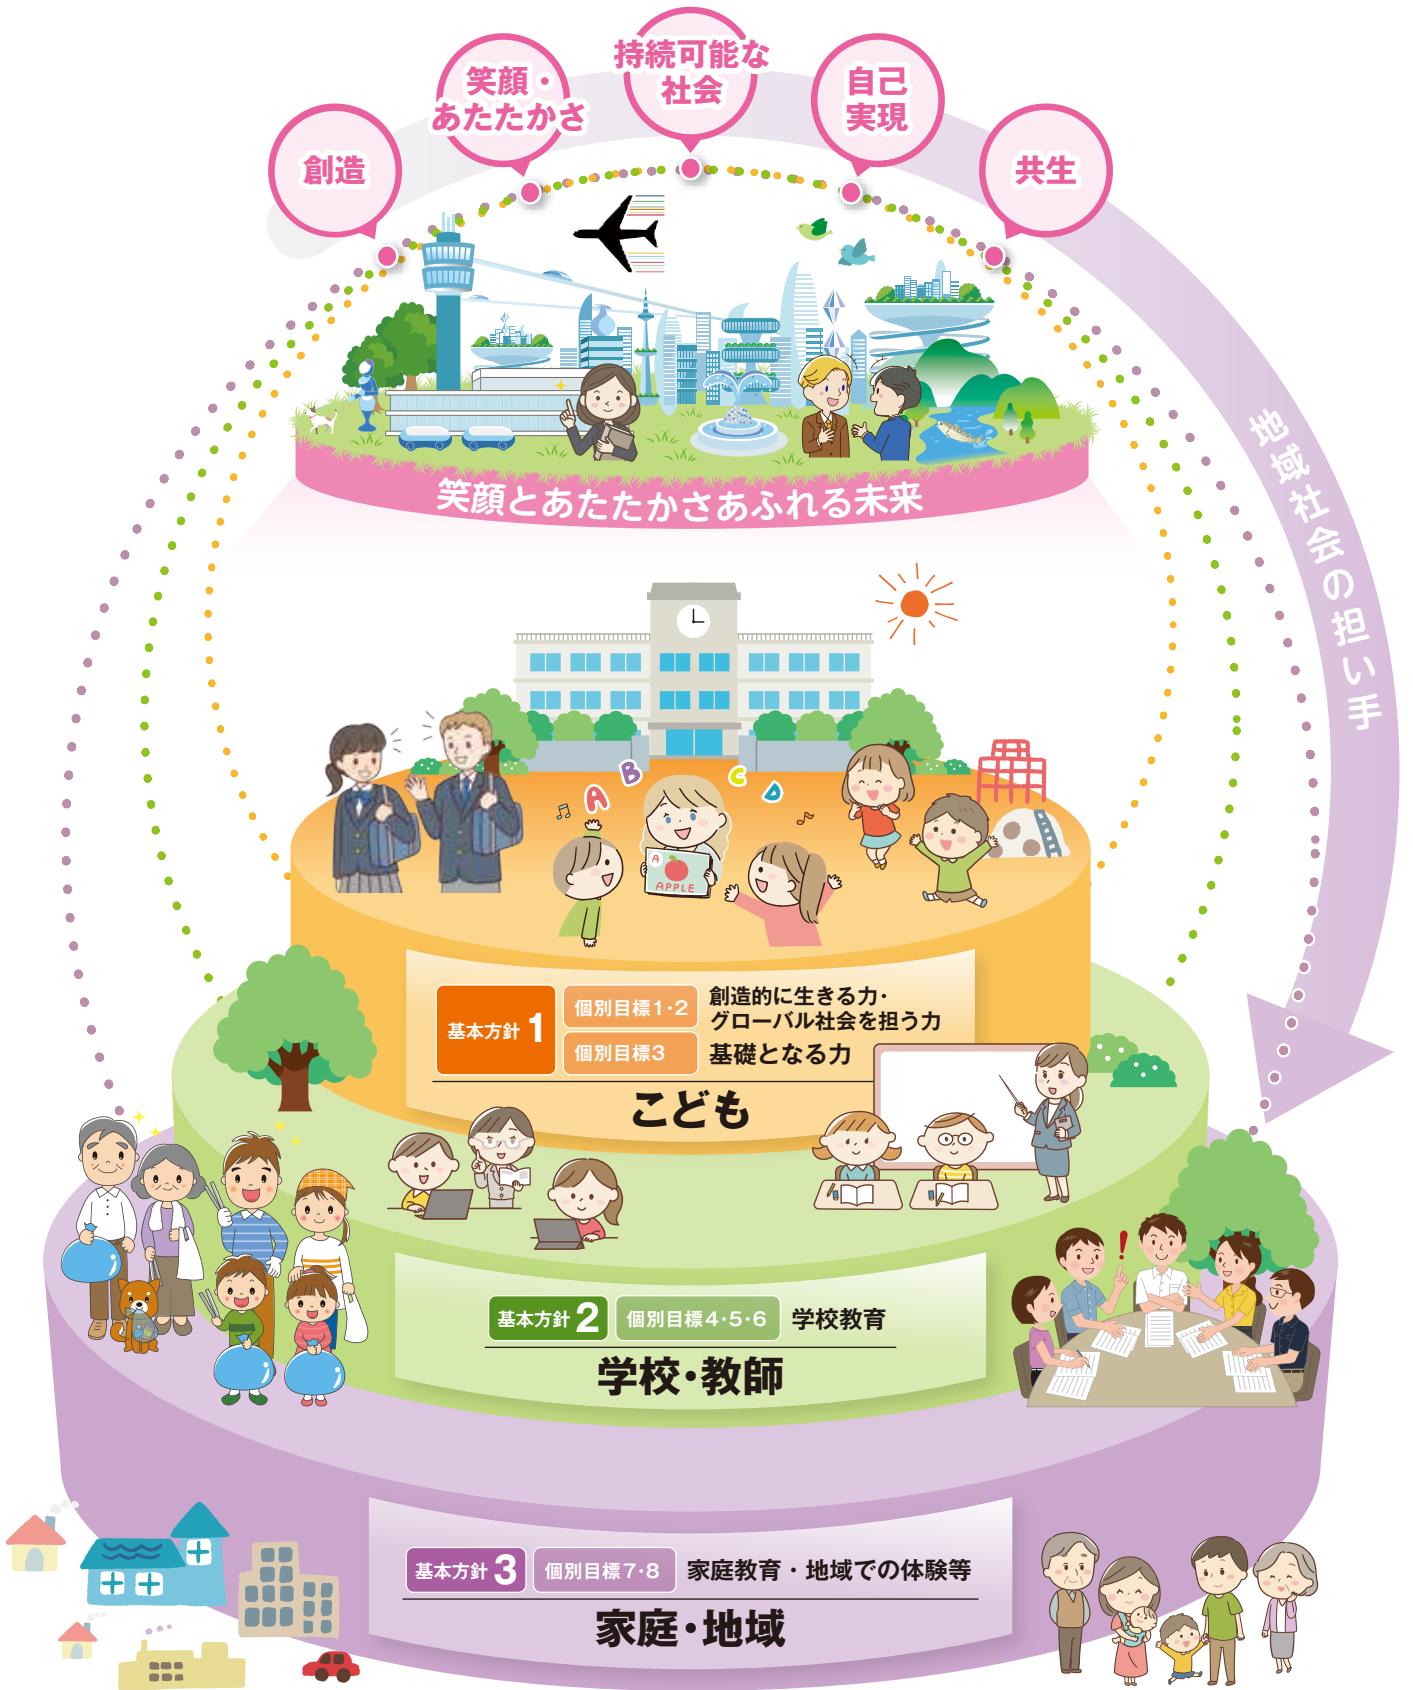 創造
笑顔・
あたたかさ
持続可能な
社会
自己
実現
共生
笑顔とあたたかさあふれる未来
地域社会の担い手
A B C D
A
APPLE
基本方針1
個別目標1・2
創造的に生きる力・
グローバル社会を担う力
個別目標3
基礎となる力
こども
基本方針2
個別目標4・5・6
学校教育
学校・教師
基本方針3
個別目標7・8
家庭教育・地域での体験等
家庭・地域